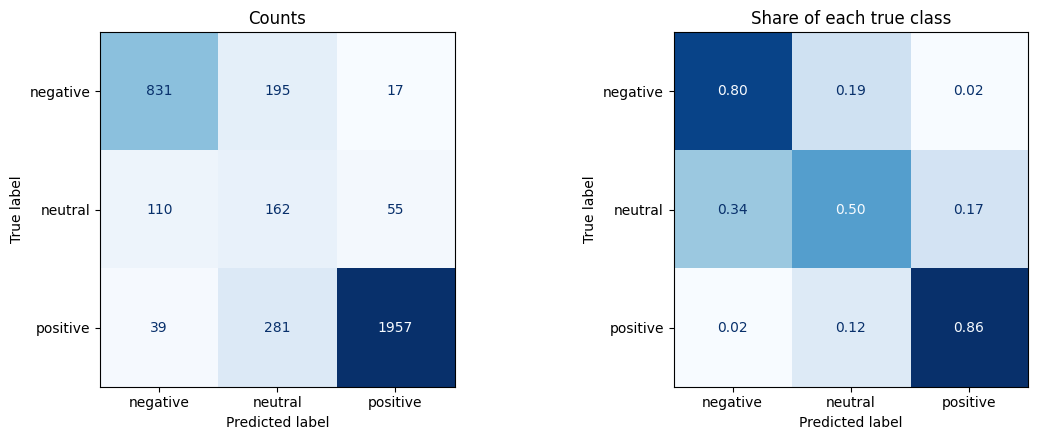 Counts
True label
negative 831 195 17
neutral 110 162 55
positive 39 281 1957
negative neutral positive
Predicted label
Share of each true class
True label
negative 0.80 0.19 0.02
neutral 0.34 0.50 0.17
positive 0.02 0.12 0.86
negative neutral positive
Predicted label